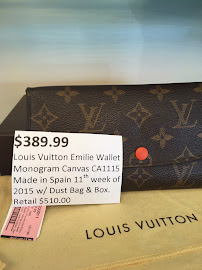 $389.99
Louis Vuitton Emilie Wallet
Monogram Canvas CA1115
Made in Spain 11th week of
2015 w/ Dust Bag & Box.
Retail $510.00
LOUIS VUITTON